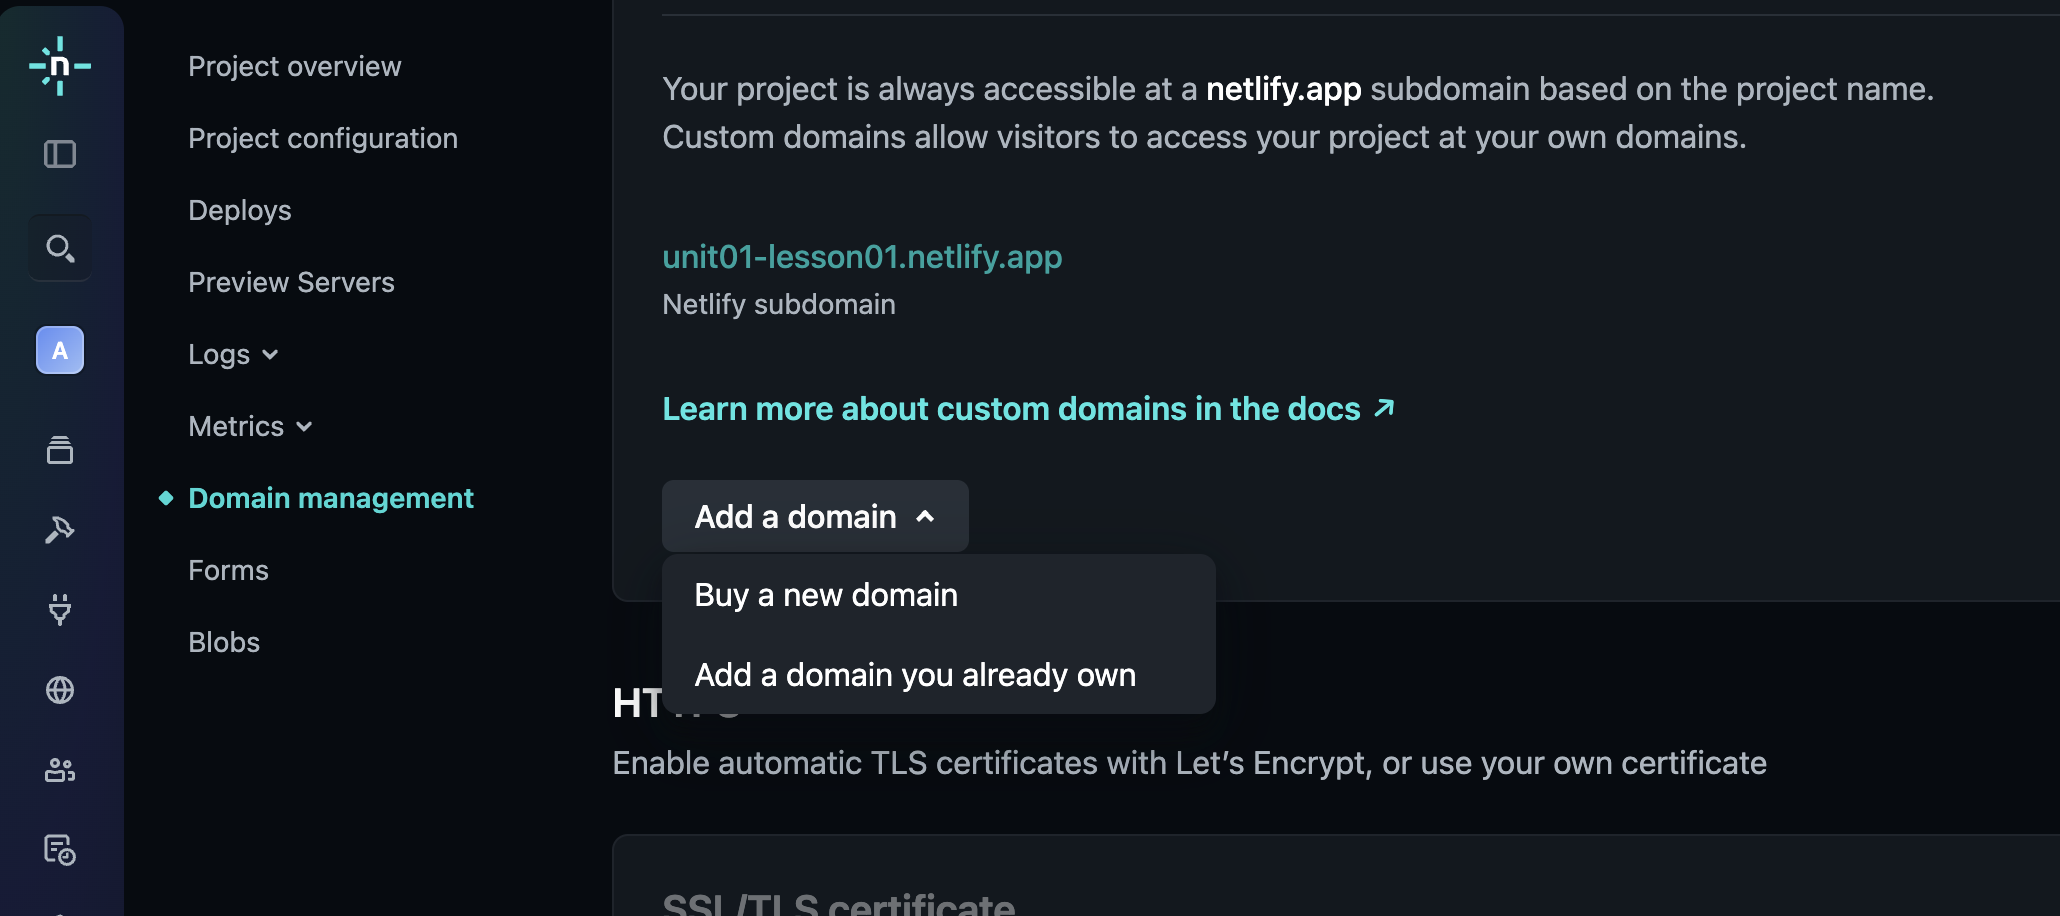 n
Project overview
Project configuration
Deploys
Preview Servers
A
Logs
Metrics
Domain management
Forms
Blobs
Your project is always accessible at a netlify.app subdomain based on the project name.
Custom domains allow visitors to access your project at your own domains.
unit01-lesson01.netlify.app
Netlify subdomain
Learn more about custom domains in the docs ↗
Add a domain
Buy a new domain
Add a domain you already own
Enable automatic TLS certificates with Let’s Encrypt, or use your own certificate
SSL/TLS certificate